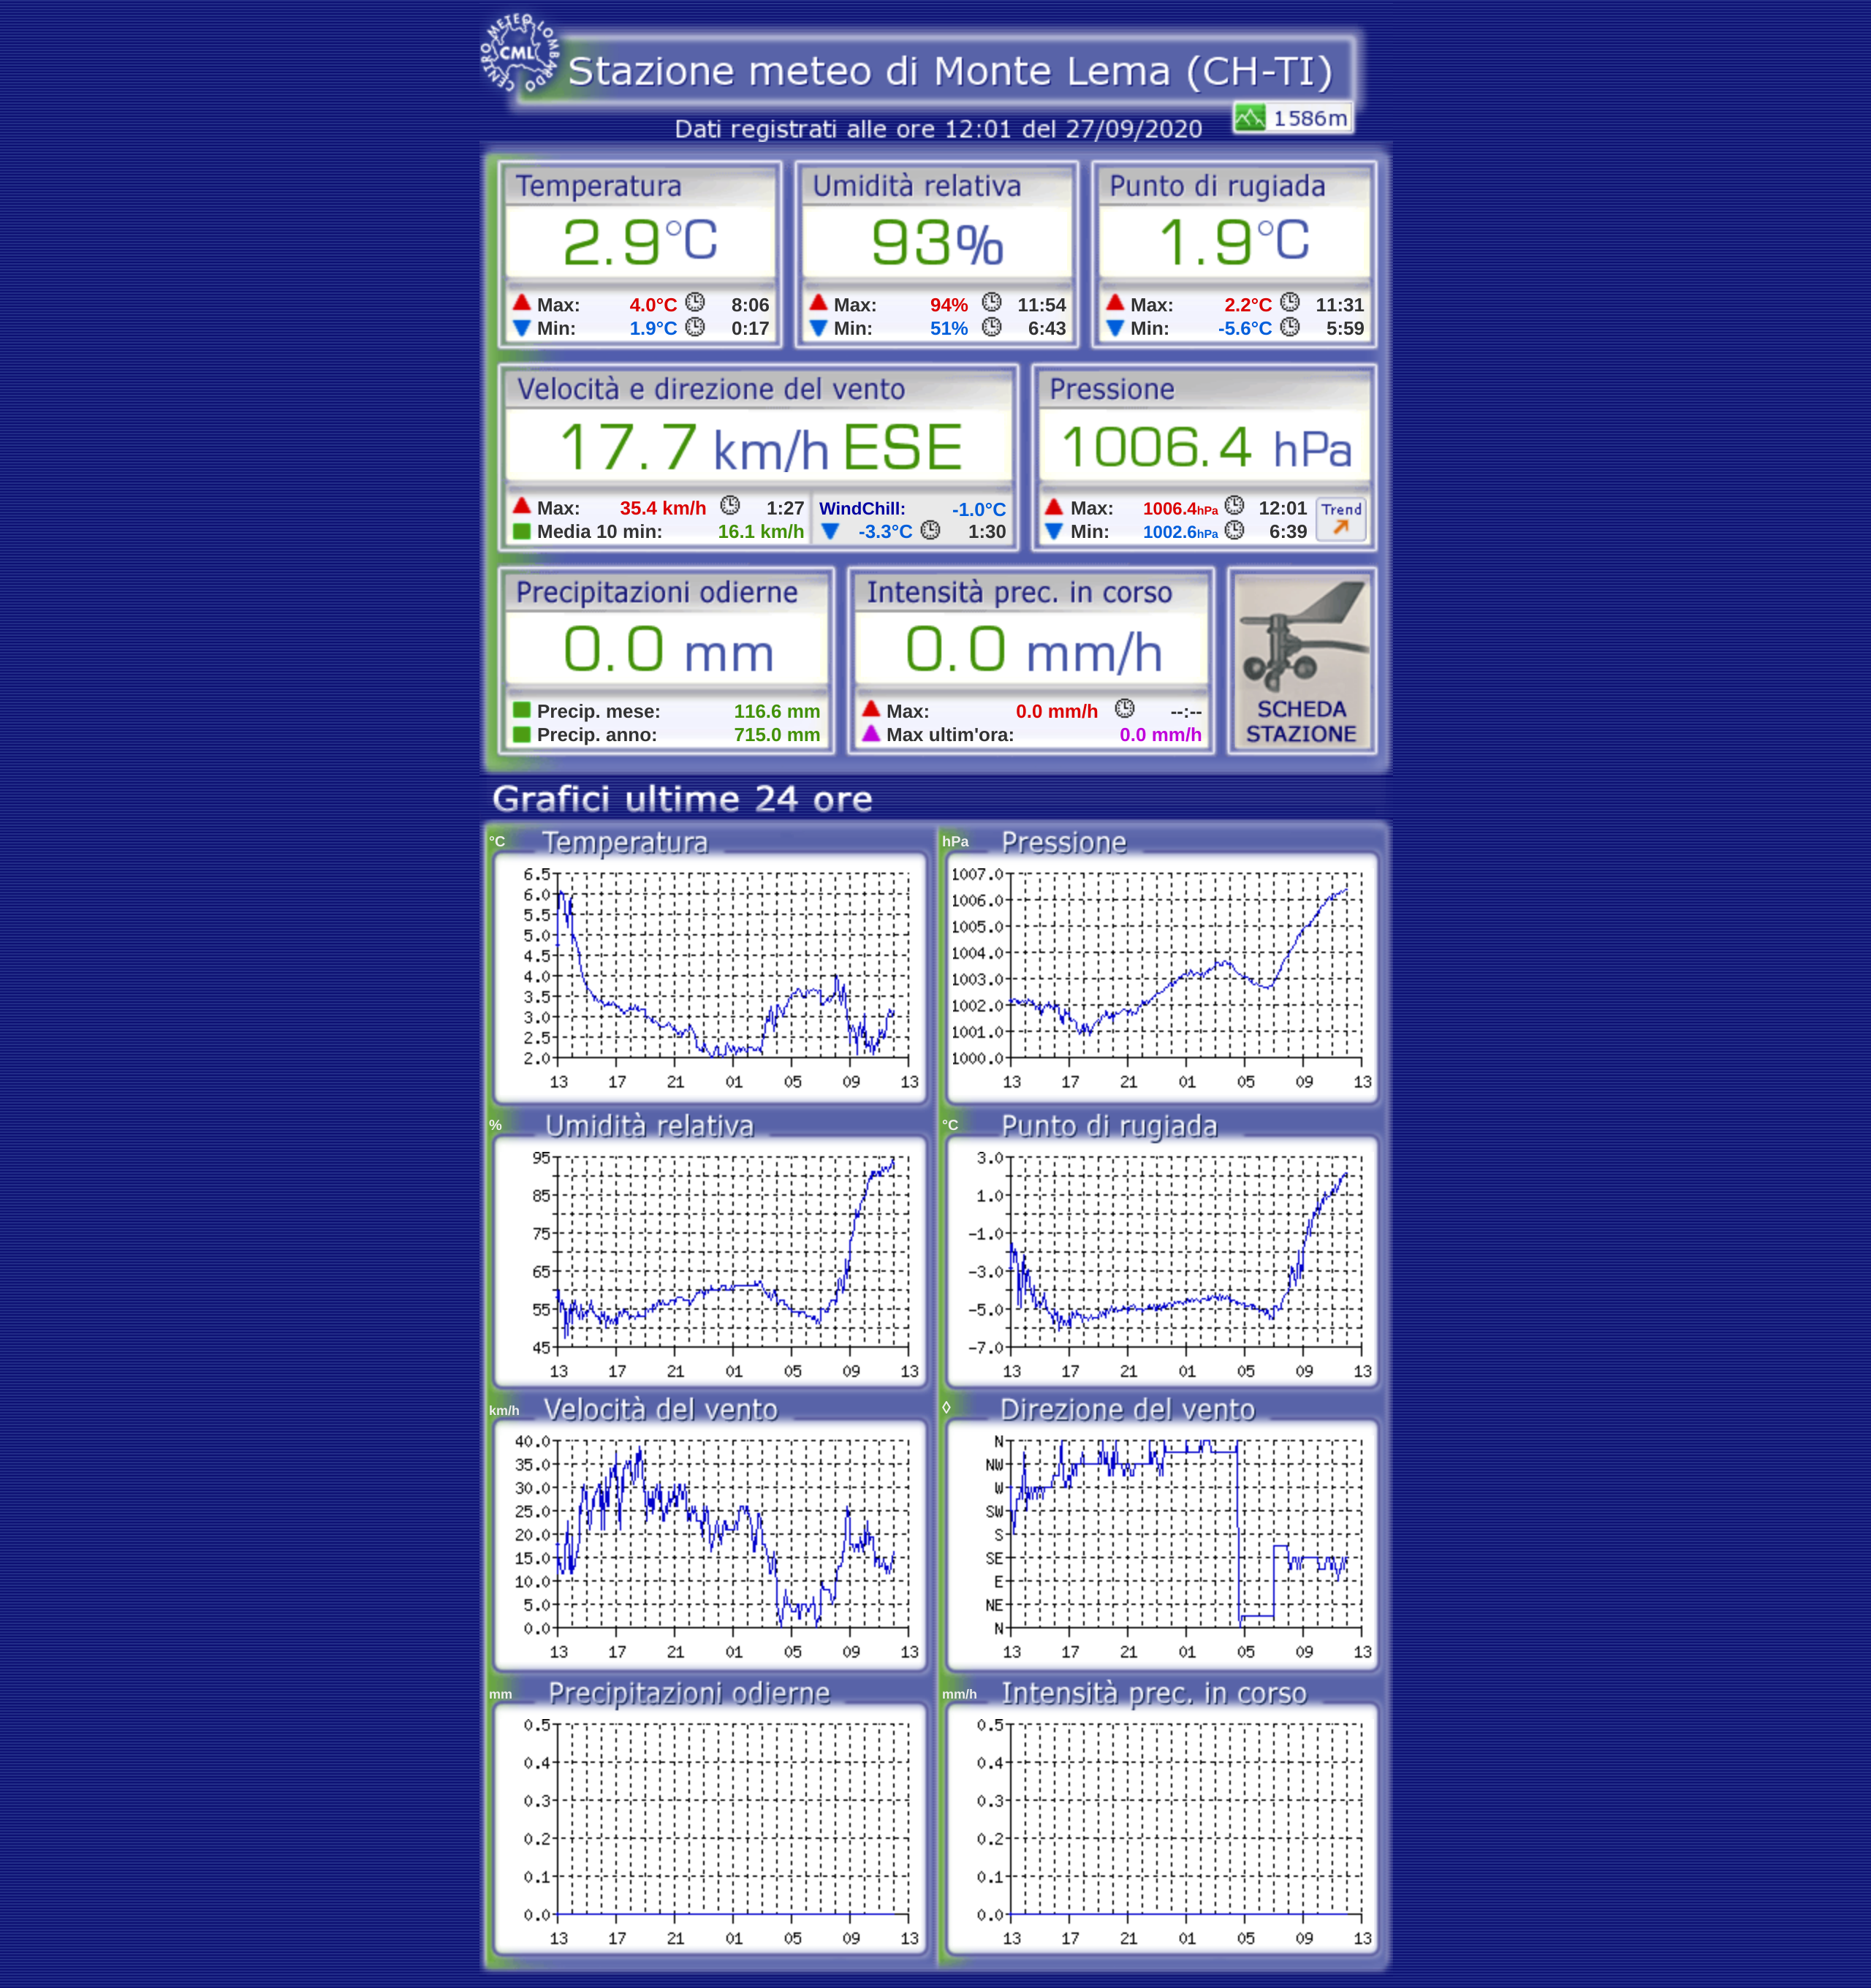 CENTRO METEO LOMBARDO
CML
Stazione meteo di Monte Lema (CH-TI)
1586m
Dati registrati alle ore 12:01 del 27/09/2020
Temperatura Umidità relativa Punto di rugiada
2.9°C 93% 1.9°C
Max: 4.0°C 8:06 Max: 94% 11:54 Max: 2.2°C 11:31
Min: 1.9°C 0:17 Min: 51% 6:43 Min: -5.6°C 5:59
Velocità e direzione del vento Pressione
17.7 km/h ESE 1006.4 hPa
Max: 35.4 km/h 1:27 WindChill: -1.0°C Max: 1006.4hPa 12:01 Trend
Media 10 min: 16.1 km/h -3.3°C 1:30 Min: 1002.6hPa 6:39
Precipitazioni odierne Intensità prec. in corso
0.0 mm 0.0 mm/h
Precip. mese: 116.6 mm Max: 0.0 mm/h --:-- SCHEDA
Precip. anno: 715.0 mm Max ultim'ora: 0.0 mm/h STAZIONE
Grafici ultime 24 ore
°C Temperatura
6.5
6.0
5.5
5.0
4.5
4.0
3.5
3.0
2.5
2.0
13 17 21 01 05 09 13
hPa Pressione
1007.0
1006.0
1005.0
1004.0
1003.0
1002.0
1001.0
1000.0
13 17 21 01 05 09 13
% Umidità relativa
95
85
75
65
55
45
13 17 21 01 05 09 13
°C Punto di rugiada
3.0
1.0
-1.0
-3.0
-5.0
-7.0
13 17 21 01 05 09 13
km/h Velocità del vento
40.0
35.0
30.0
25.0
20.0
15.0
10.0
5.0
0.0
13 17 21 01 05 09 13
◊ Direzione del vento
N
NW
W
SW
S
SE
E
NE
N
13 17 21 01 05 09 13
mm Precipitazioni odierne
0.5
0.4
0.3
0.2
0.1
0.0
13 17 21 01 05 09 13
mm/h Intensità prec. in corso
0.5
0.4
0.3
0.2
0.1
0.0
13 17 21 01 05 09 13